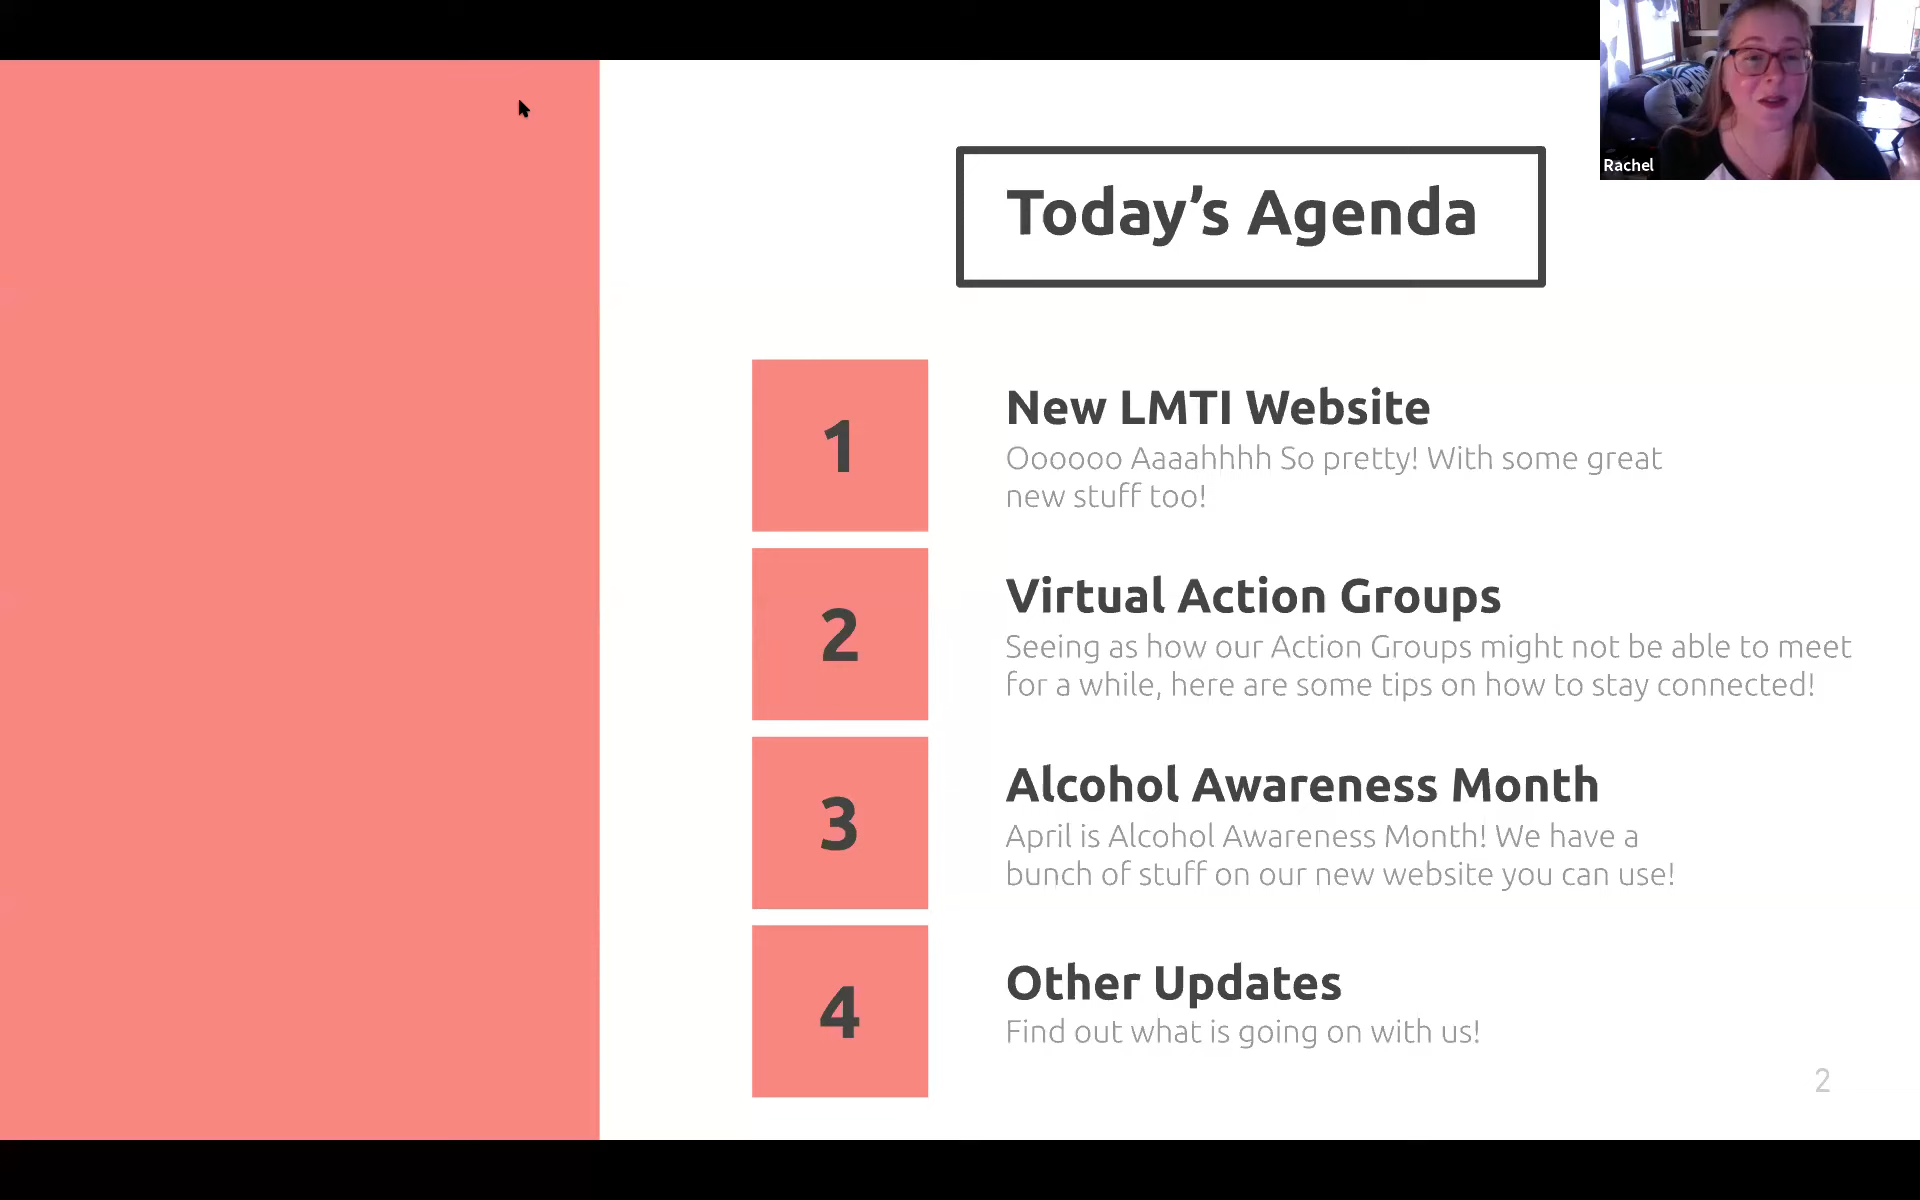 Rachel
Today’s Agenda
1
New LMTI Website
Oooooo Aaaahhhh So pretty! With some great
new stuff too!
2
Virtual Action Groups
Seeing as how our Action Groups might not be able to meet
for a while, here are some tips on how to stay connected!
3
Alcohol Awareness Month
April is Alcohol Awareness Month! We have a
bunch of stuff on our new website you can use!
4
Other Updates
Find out what is going on with us!
2